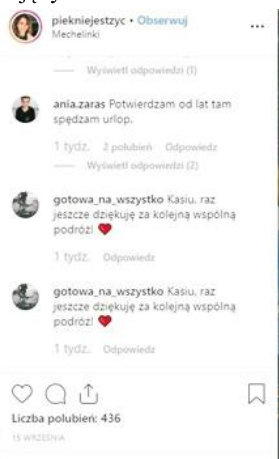 piekniejestzyc • Obserwuj
Mechelinki
Wyświetl odpowiedzi (1)
ania.zaras Potwierdzam od lat tam
spędzam urlop.
1 tydz. 2 polubień Odpowiedz
Wyświetl odpowiedzi (2)
gotowa_na_wszystko Kasiu, raz
jeszcze dziękuję za kolejną wspólną
podróż! ❤
1 tydz. Odpowiedz
gotowa_na_wszystko Kasiu, raz
jeszcze dziękuję za kolejną wspólną
podróż! ❤
1 tydz. Odpowiedz
Liczba polubień: 436
15 WRZEŚNIA